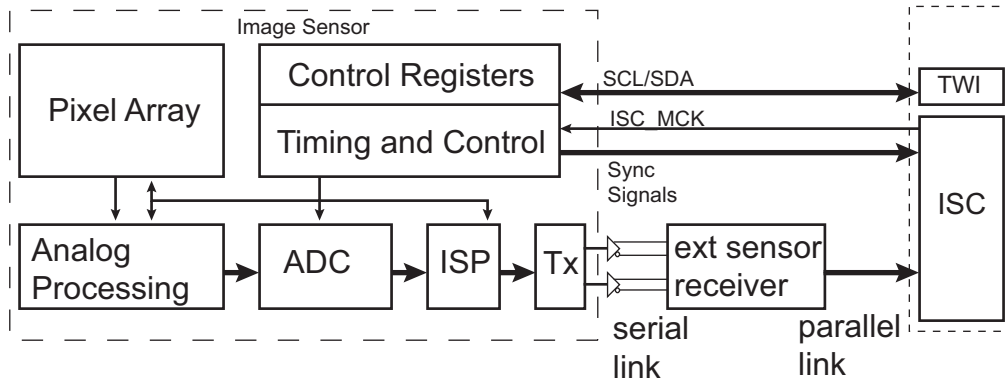 Image Sensor
Pixel Array
Control Registers
Timing and Control
SCL/SDA
TWI
ISC_MCK
Sync
Signals
ISC
Analog
Processing
ADC
ISP
Tx
ext sensor
receiver
serial
link
parallel
link